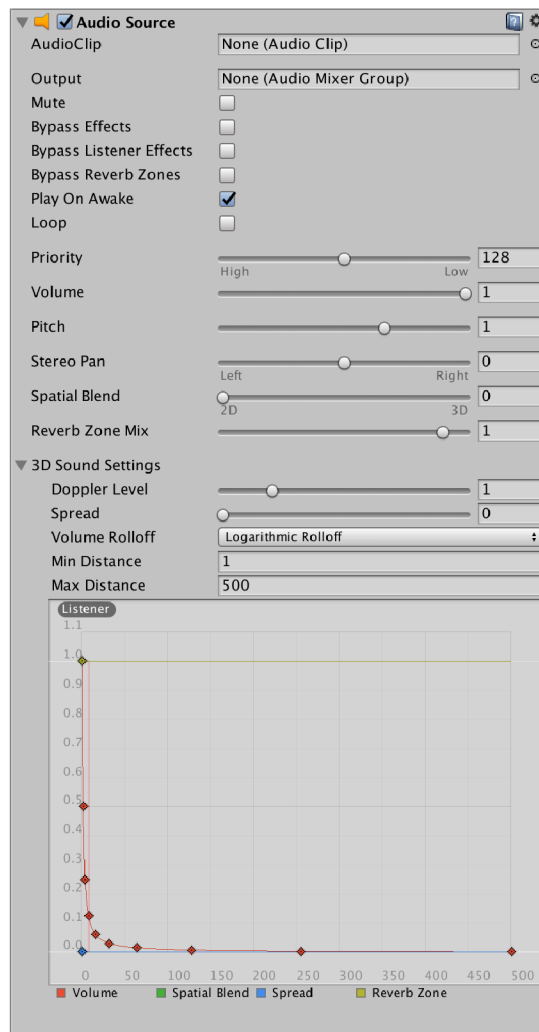 Audio Source
AudioClip None (Audio Clip)
Output None (Audio Mixer Group)
Mute
Bypass Effects
Bypass Listener Effects
Bypass Reverb Zones
Play On Awake
Loop
Priority 128
High Low
Volume 1
Pitch 1
Stereo Pan 0
Left Right
Spatial Blend 0
2D 3D
Reverb Zone Mix 1
3D Sound Settings
Doppler Level 1
Spread 0
Volume Rolloff Logarithmic Rolloff
Min Distance 1
Max Distance 500
Listener
1.1
1.0
0.9
0.8
0.7
0.6
0.5
0.4
0.3
0.2
0.1
0.0
0 50 100 150 200 250 300 350 400 450 500
Volume Spatial Blend Spread Reverb Zone